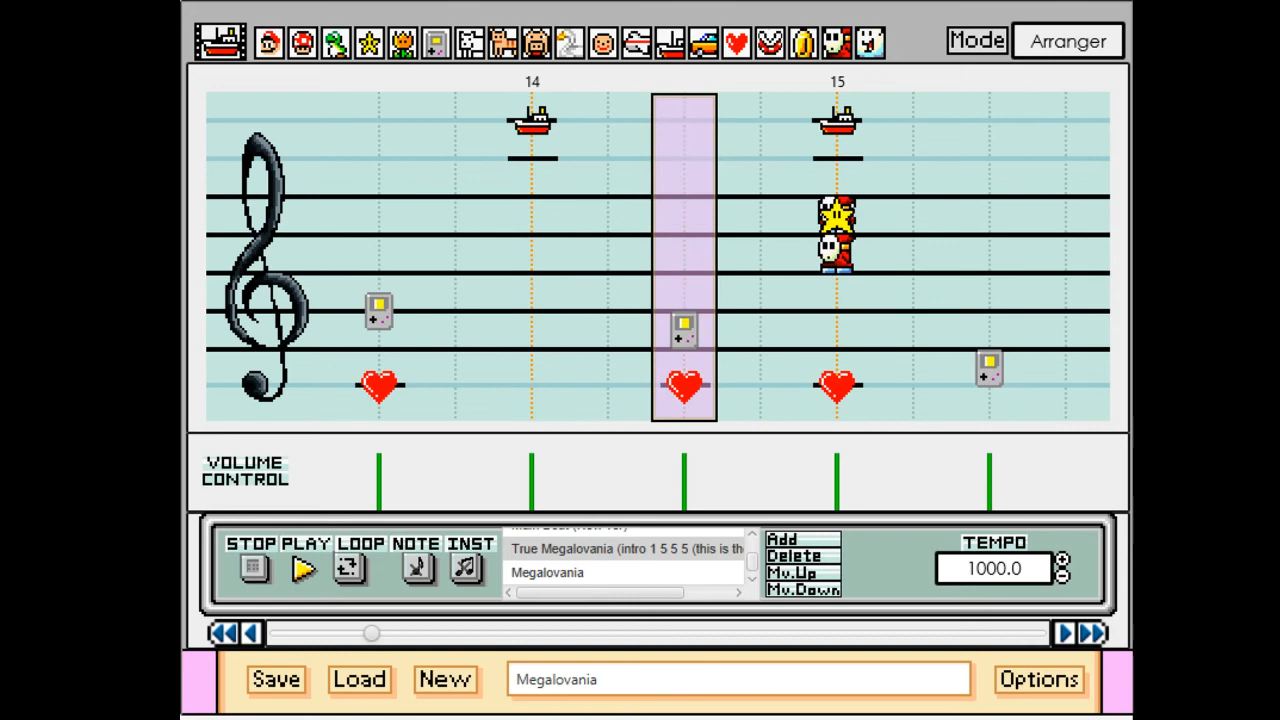 Mode Arranger
14 15
VOLUME
CONTROL
STOP PLAY LOOP NOTE INST
True Megalovania (intro 1 5 5 5 (this is th
Megalovania
Add
Delete
Mv.Up
Mv.Down
TEMPO
1000.0
Save Load New Megalovania Options